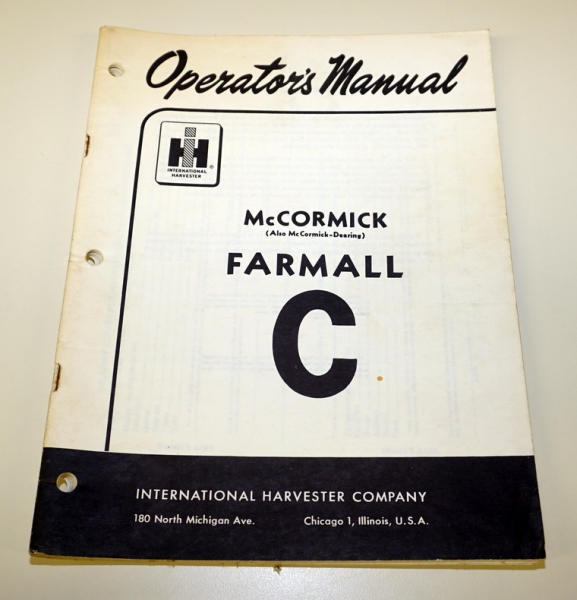 Operator's Manual
IH
INTERNATIONAL
HARVESTER
®
McCORMICK
(Also McCormick-Deering)
FARMALL
C
INTERNATIONAL HARVESTER COMPANY
180 North Michigan Ave. Chicago 1, Illinois, U.S.A.